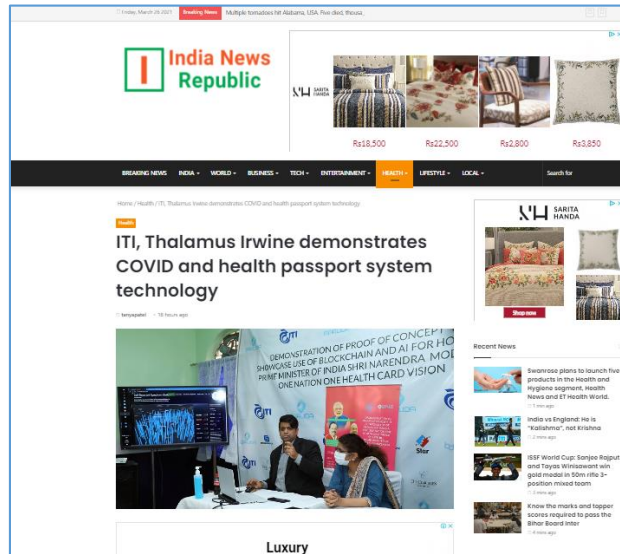 Friday, March 26 2021
Breaking News
Multiple tornadoes hit Alabama, USA. Five died, thousa_
I
India News
Republic
SARITA
HANDA
Rs18,500
Rs22,500
Rs2,800
Rs3,850
BREAKING NEWS INDIA WORLD BUSINESS TECH ENTERTAINMENT HEALTH LIFESTYLE LOCAL Search for
Home / Health / ITI, Thalamus Irwine demonstrates COVID and health passport system technology
Health
ITI, Thalamus Irwine demonstrates
COVID and health passport system
technology
tanyapatel 18 hours ago
ITI
DEMONSTRATION OF PROOF OF CONCEPT
SHOWCASE USE OF BLOCKCHAIN AND AI FOR HO
PRIME MINISTER OF INDIA SHRI NARENDRA MOD
ONE NATION ONE HEALTH CARD VISION
ITI
Star
ITI
Luxury
SARITA
HANDA
Shop now
Recent News
Swanrose plans to launch five
products in the Health and
Hygiene segment, Health
News and ET Health World.
1 min ago
India vs England: He is
"Kalishma", not Krishna
2 mins ago
ISSF World Cup: Sanjee Rajput
and Tayas Winisawant win
gold medal in 50m rifle 3-
position mixed team
3 mins ago
Know the marks and topper
scores required to pass the
Bihar Board Inter
4 mins ago